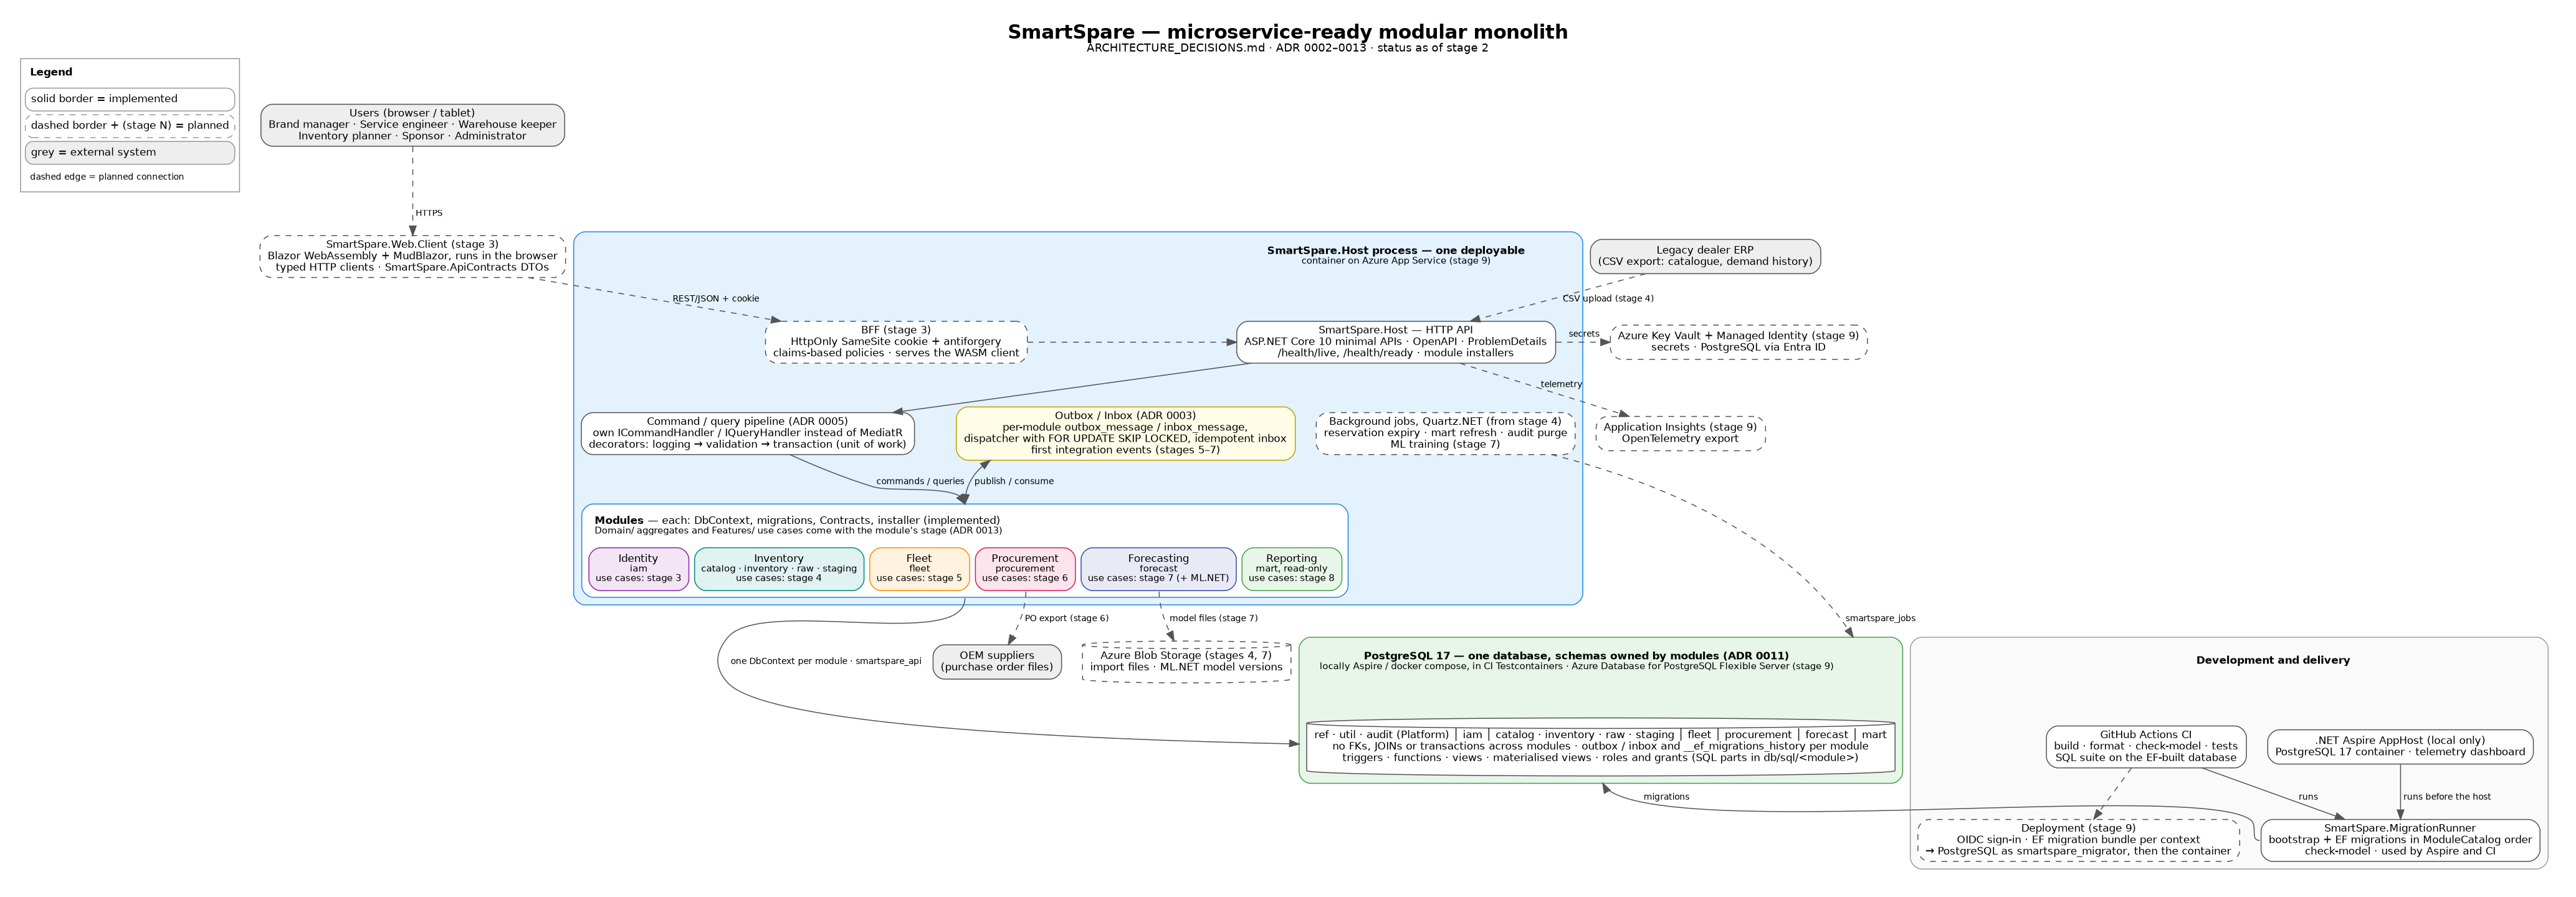 SmartSpare — microservice-ready modular monolith
ARCHITECTURE_DECISIONS.md · ADR 0002–0013 · status as of stage 2
Legend
solid border = implemented
dashed border + (stage N) = planned
grey = external system
dashed edge = planned connection
Users (browser / tablet)
Brand manager · Service engineer · Warehouse keeper
Inventory planner · Sponsor · Administrator
HTTPS
SmartSpare.Web.Client (stage 3)
Blazor WebAssembly + MudBlazor, runs in the browser
typed HTTP clients · SmartSpare.ApiContracts DTOs
REST/JSON + cookie
SmartSpare.Host process — one deployable
container on Azure App Service (stage 9)
Legacy dealer ERP
(CSV export: catalogue, demand history)
CSV upload (stage 4)
BFF (stage 3)
HttpOnly SameSite cookie + antiforgery
claims-based policies · serves the WASM client
SmartSpare.Host — HTTP API
ASP.NET Core 10 minimal APIs · OpenAPI · ProblemDetails
/health/live, /health/ready · module installers
secrets
Azure Key Vault + Managed Identity (stage 9)
secrets · PostgreSQL via Entra ID
telemetry
Command / query pipeline (ADR 0005)
own ICommandHandler / IQueryHandler instead of MediatR
decorators: logging → validation → transaction (unit of work)
Outbox / Inbox (ADR 0003)
per-module outbox_message / inbox_message,
dispatcher with FOR UPDATE SKIP LOCKED, idempotent inbox
first integration events (stages 5–7)
Background jobs, Quartz.NET (from stage 4)
reservation expiry · mart refresh · audit purge
ML training (stage 7)
Application Insights (stage 9)
OpenTelemetry export
commands / queries
publish / consume
Modules — each: DbContext, migrations, Contracts, installer (implemented)
Domain/ aggregates and Features/ use cases come with the module's stage (ADR 0013)
Identity
iam
use cases: stage 3
Inventory
catalog · inventory · raw · staging
use cases: stage 4
Fleet
fleet
use cases: stage 5
Procurement
procurement
use cases: stage 6
Forecasting
forecast
use cases: stage 7 (+ ML.NET)
Reporting
mart, read-only
use cases: stage 8
PO export (stage 6)
model files (stage 7)
smartspare_jobs
one DbContext per module · smartspare_api
OEM suppliers
(purchase order files)
Azure Blob Storage (stages 4, 7)
import files · ML.NET model versions
PostgreSQL 17 — one database, schemas owned by modules (ADR 0011)
locally Aspire / docker compose, in CI Testcontainers · Azure Database for PostgreSQL Flexible Server (stage 9)
ref · util · audit (Platform) | iam | catalog · inventory · raw · staging | fleet | procurement | forecast | mart
no FKs, JOINs or transactions across modules · outbox / inbox and __ef_migrations_history per module
triggers · functions · views · materialised views · roles and grants (SQL parts in db/sql/<module>)
migrations
Development and delivery
GitHub Actions CI
build · format · check-model · tests
SQL suite on the EF-built database
.NET Aspire AppHost (local only)
PostgreSQL 17 container · telemetry dashboard
runs
runs before the host
Deployment (stage 9)
OIDC sign-in · EF migration bundle per context
→ PostgreSQL as smartspare_migrator, then the container
SmartSpare.MigrationRunner
bootstrap + EF migrations in ModuleCatalog order
check-model · used by Aspire and CI